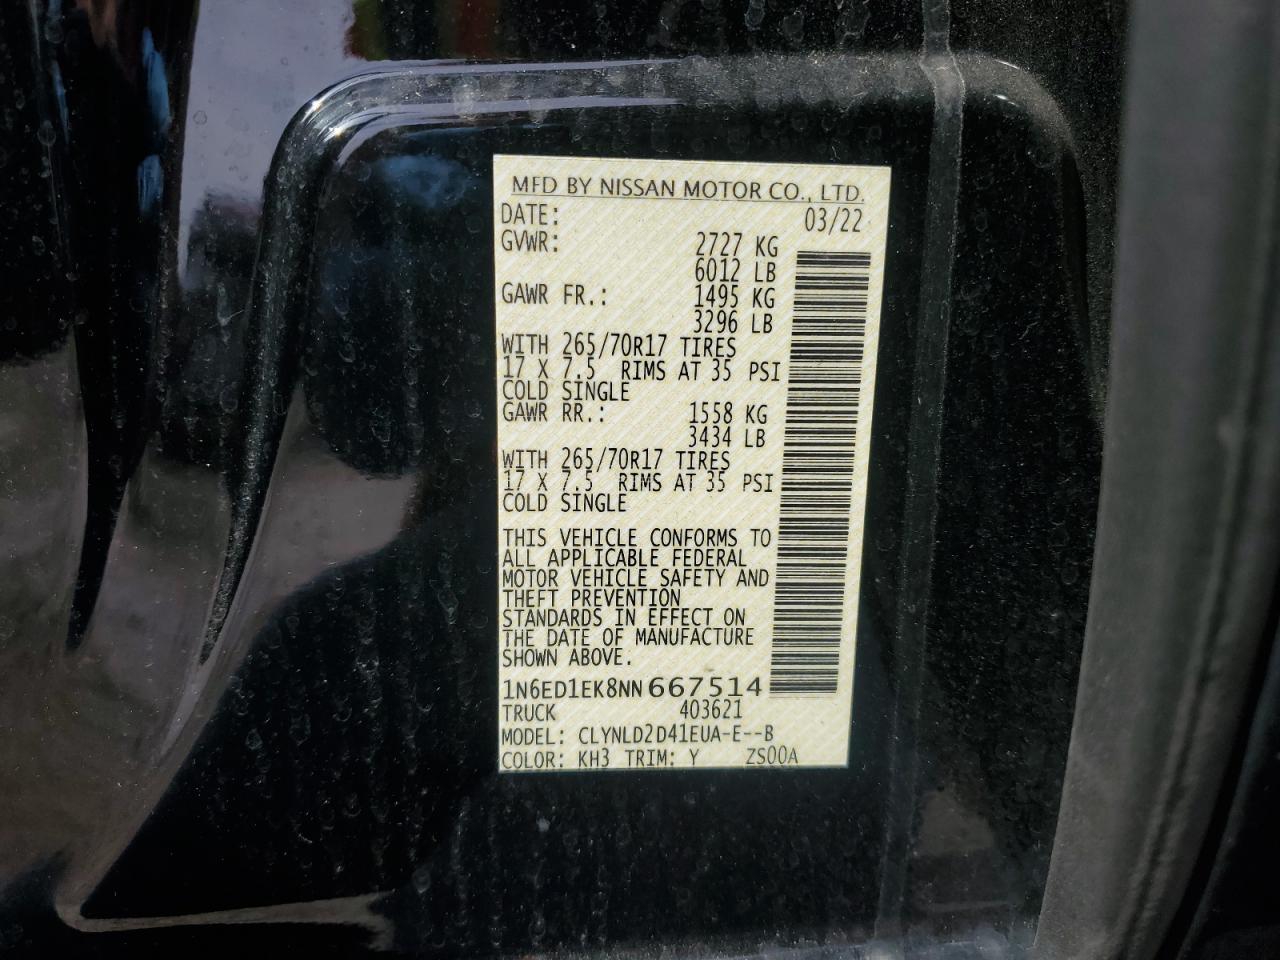 MFD BY NISSAN MOTOR CO., LTD.
DATE: 03/22
GVWR: 2727 KG
6012 LB
GAWR FR.: 1495 KG
3296 LB
WITH 265/70R17 TIRES
17 X 7.5 RIMS AT 35 PSI
COLD SINGLE
GAWR RR.: 1558 KG
3434 LB
WITH 265/70R17 TIRES
17 X 7.5 RIMS AT 35 PSI
COLD SINGLE
THIS VEHICLE CONFORMS TO
ALL APPLICABLE FEDERAL
MOTOR VEHICLE SAFETY AND
THEFT PREVENTION
STANDARDS IN EFFECT ON
THE DATE OF MANUFACTURE
SHOWN ABOVE.
1N6ED1EK8NN667514
TRUCK 403621
MODEL: CLYNLD2D41EUA-E--B
COLOR: KH3 TRIM: Y ZS00A